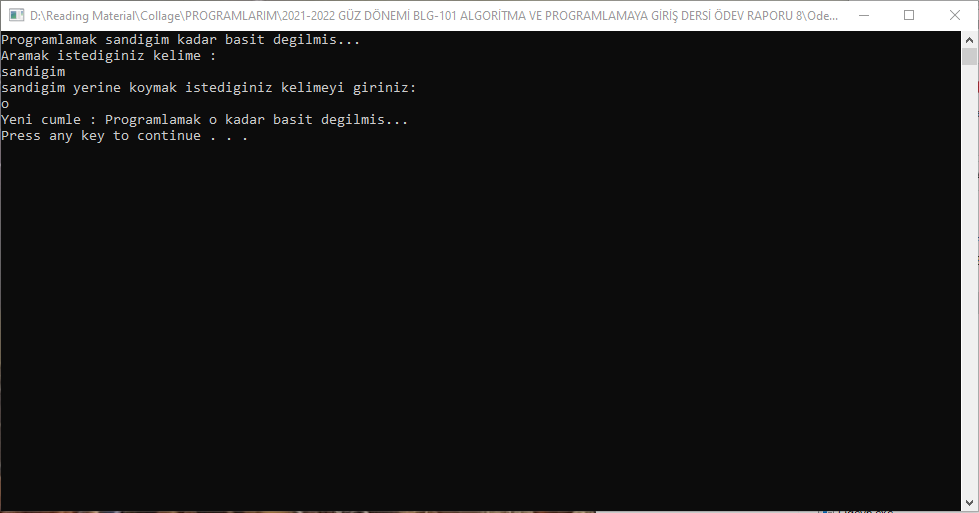 D:\Reading Material\Collage\PROGRAMLARIM\2021-2022 GÜZ DÖNEMİ BLG-101 ALGORİTMA VE PROGRAMLAMAYA GİRİŞ DERSİ ÖDEV RAPORU 8\Ode...
Programlamak sandigim kadar basit degilmis...
Aramak istediginiz kelime :
sandigim
sandigim yerine koymak istediginiz kelimeyi giriniz:
o
Yeni cumle : Programlamak o kadar basit degilmis...
Press any key to continue . . .